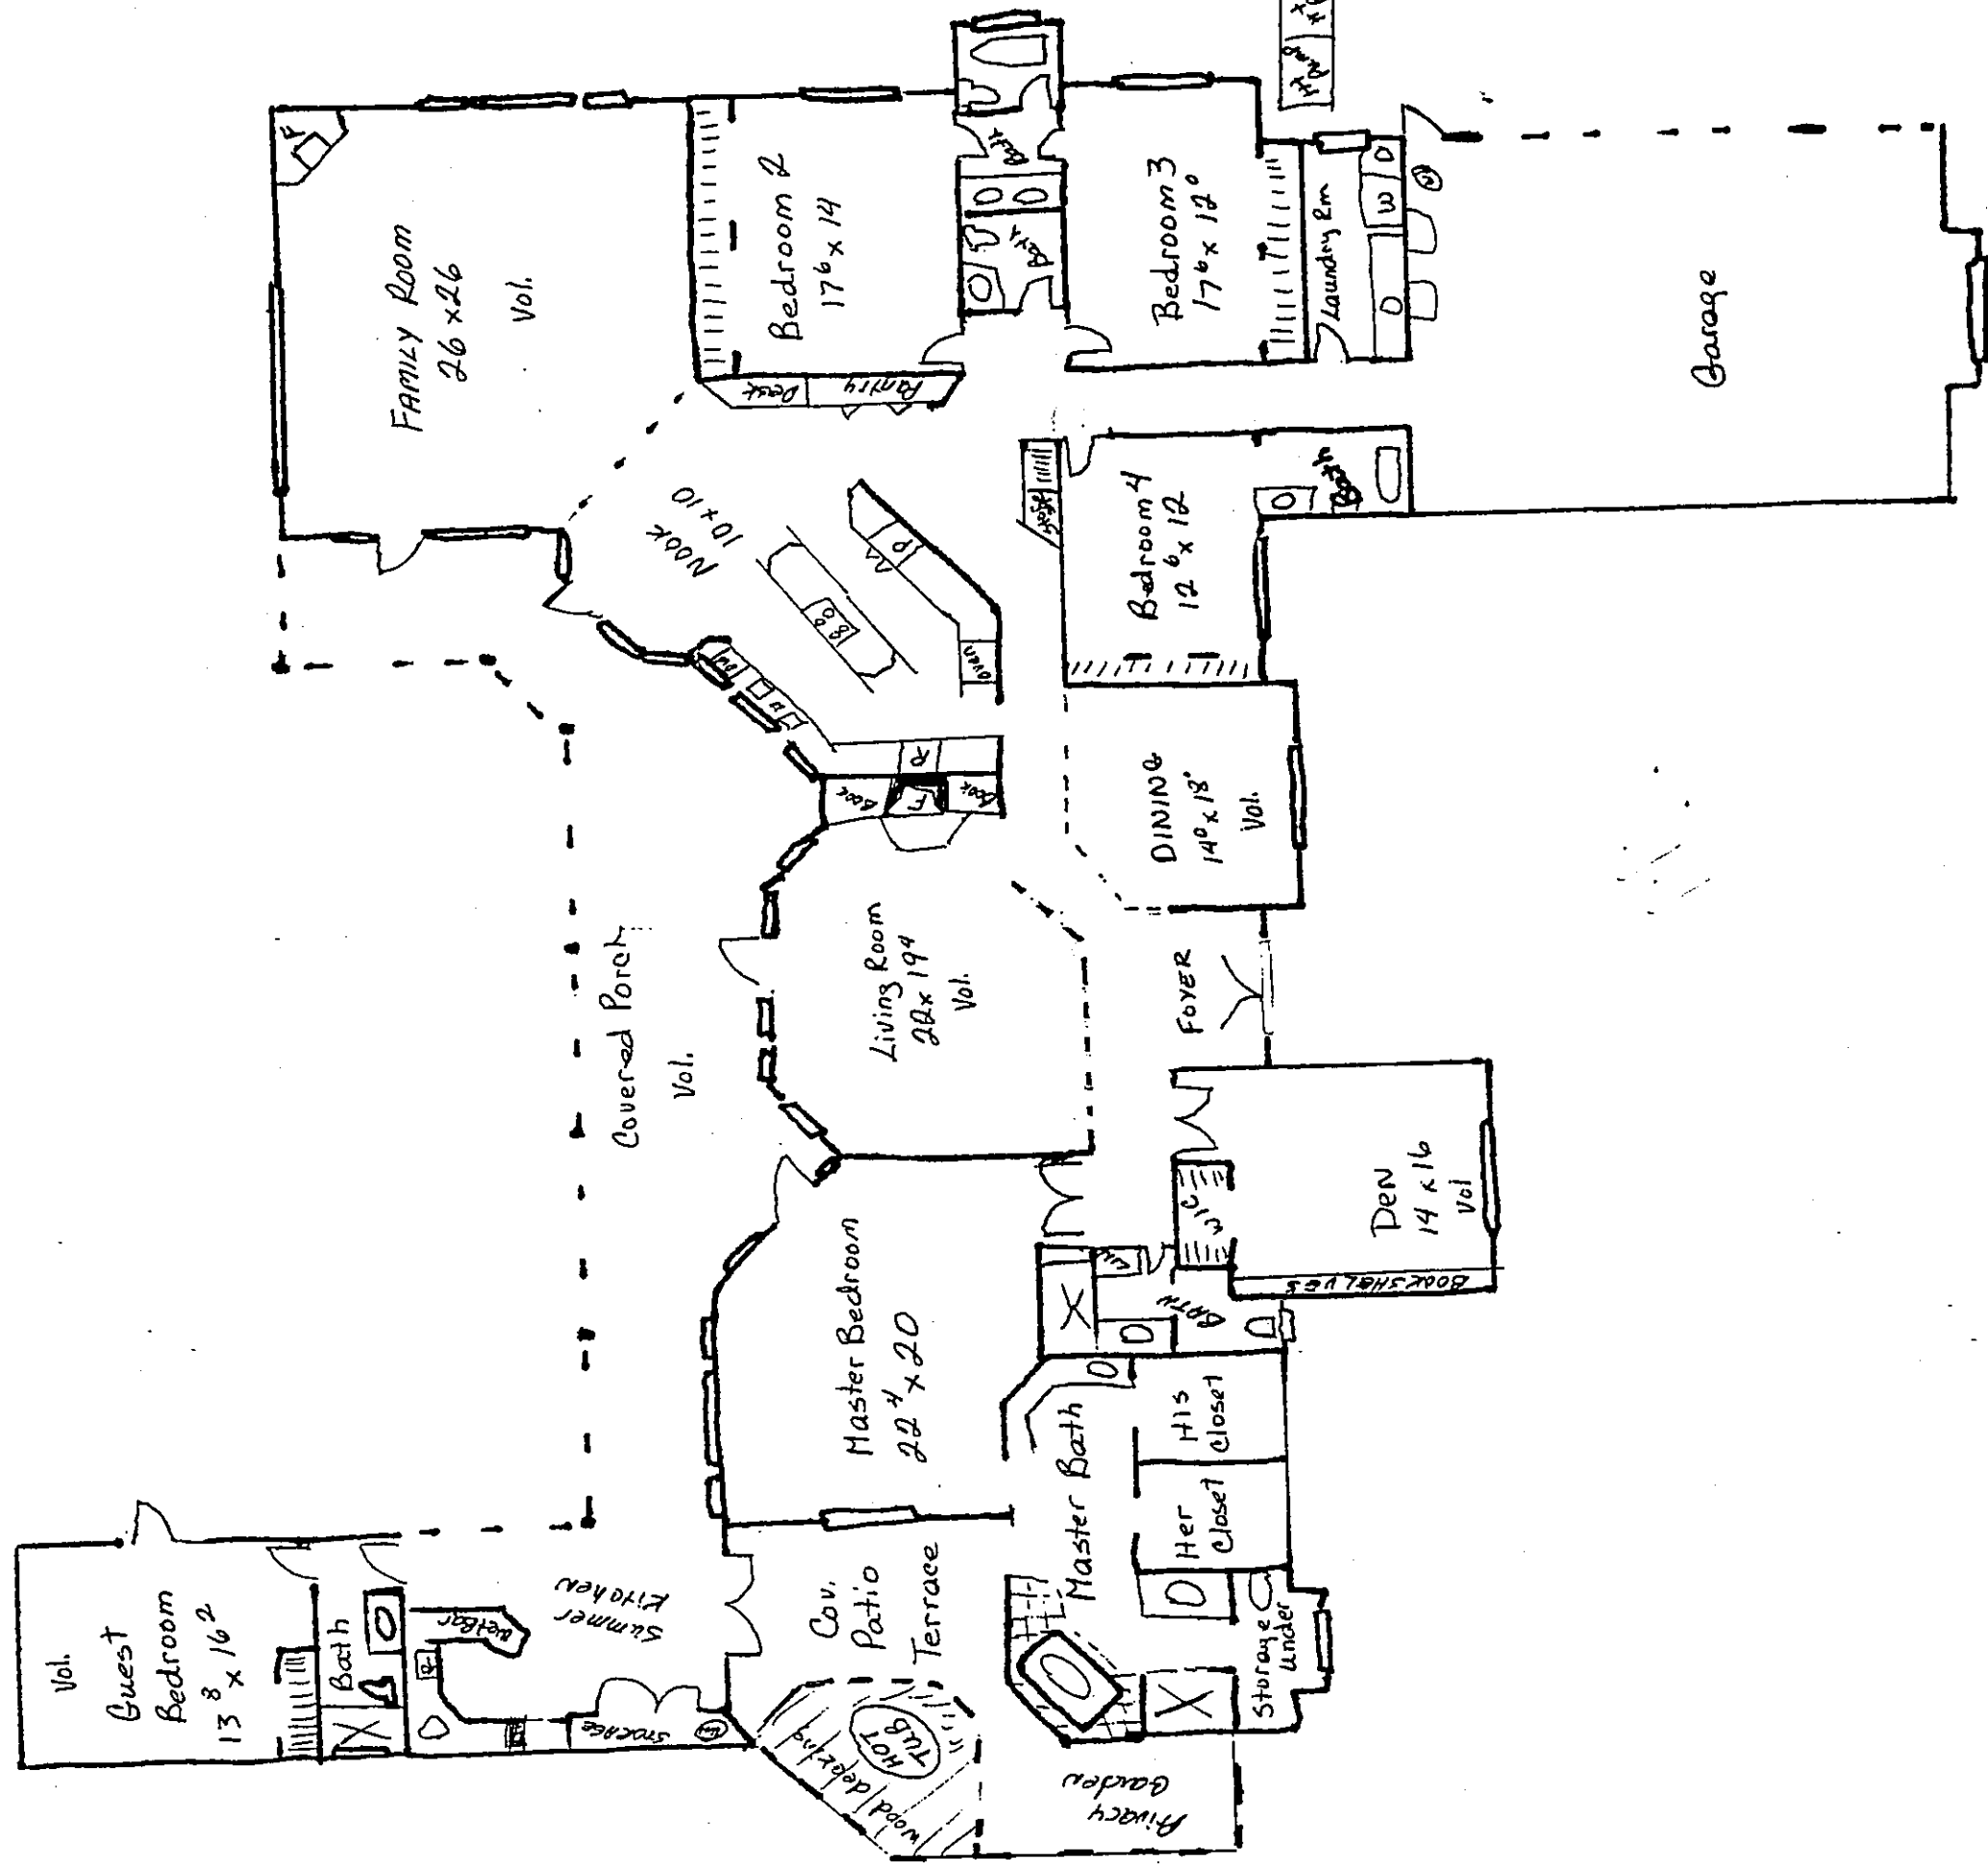 FAMILY ROOM
26 x 26
Vol.
F
Bedroom 2
17⁶ x 14
Bath
Bath
Bedroom 3
17⁶ x 12⁰
Laundry Rm
W
D
Garage
Desk
Pantry
NOOK
10 x 10
Oven
Bedroom 4
12⁶ x 12
Bath
DINING
14⁰ x 18'
Vol.
R
Book
F
Book
Living Room
22 x 19⁴
Vol.
FOYER
Covered Porch
Vol.
DEN
14 x 16
Vol
BOOKSHELVES
WIC
BATH
Master Bedroom
22⁴ x 20
Master Bath
His
Closet
Her
Closet
Storage
under
Vol.
Guest
Bedroom
13⁸ x 16²
Bath
Wetbar
Summer
Kitchen
STORAGE
Cov.
Patio
Terrace
HOT
TUB
wood decking
Privacy
Garden